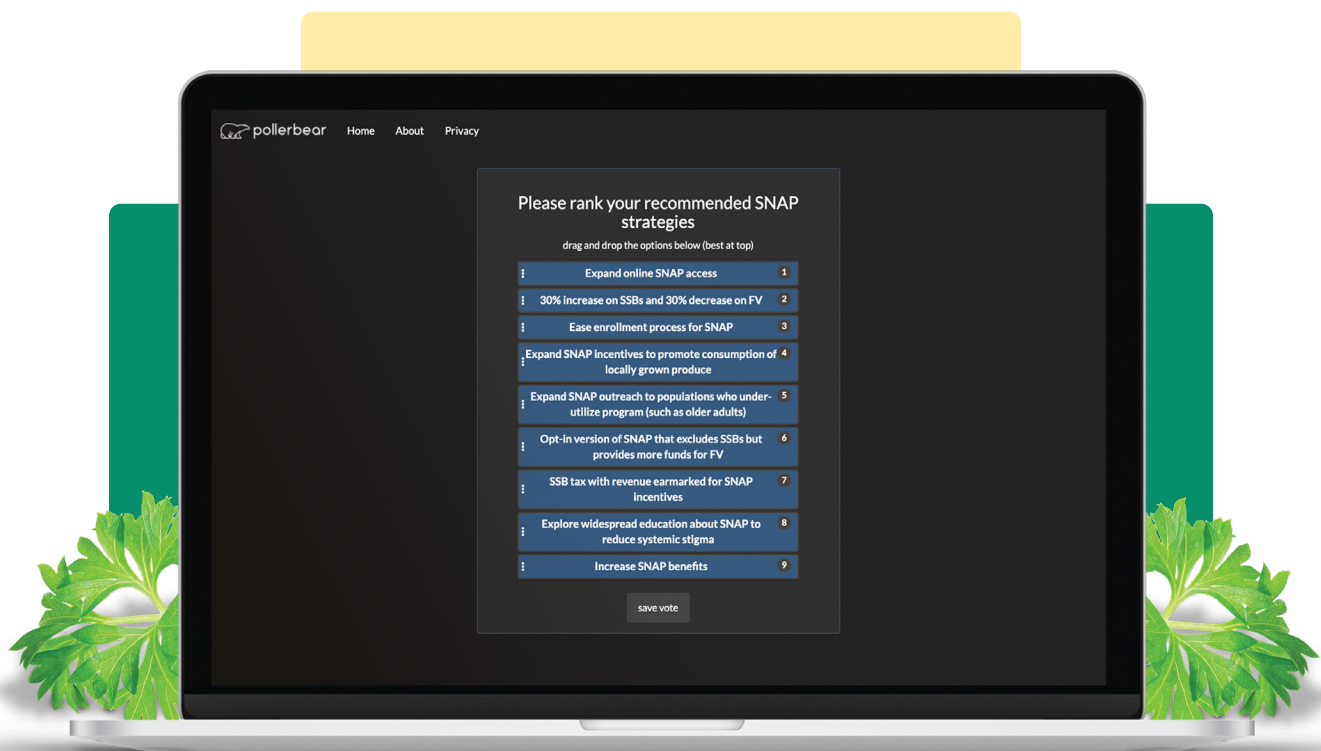 pollerbear Home About Privacy
Please rank your recommended SNAP
strategies
drag and drop the options below (best at top)
Expand online SNAP access 1
30% increase on SSBs and 30% decrease on FV 2
Ease enrollment process for SNAP 3
Expand SNAP incentives to promote consumption of 4
locally grown produce
Expand SNAP outreach to populations who under- 5
utilize program (such as older adults)
Opt-in version of SNAP that excludes SSBs but 6
provides more funds for FV
SSB tax with revenue earmarked for SNAP 7
incentives
Explore widespread education about SNAP to 8
reduce systemic stigma
Increase SNAP benefits 9
save vote